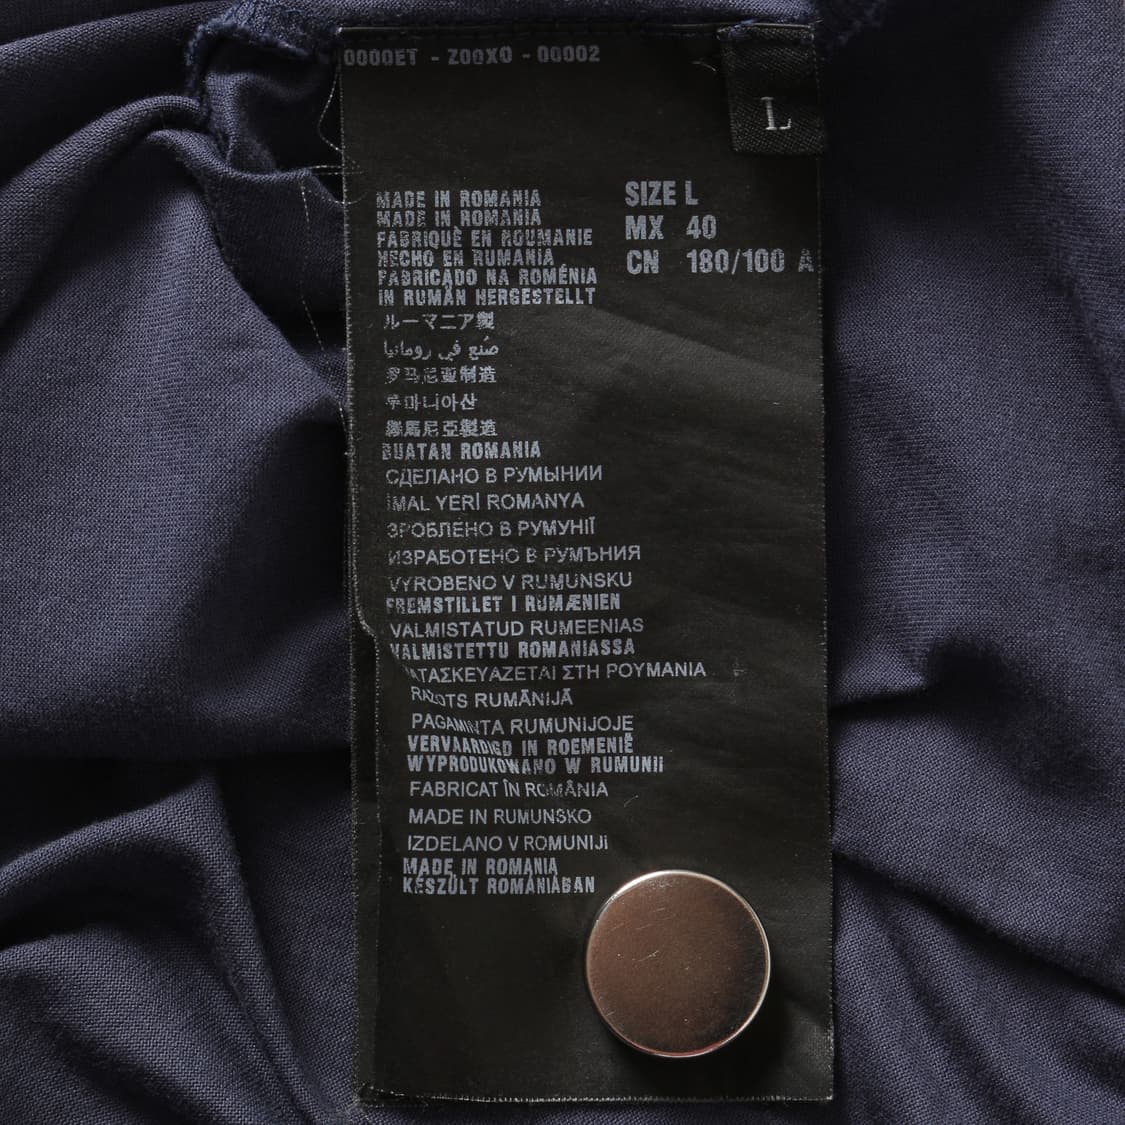 0000ET - Z00X0 - 00002
L
SIZE L
MX 40
CN 180/100 A
MADE IN ROMANIA
MADE IN ROMANIA
FABRIQUÈ EN ROUMANIE
HECHO EN RUMANIA
FABRICADO NA ROMÉNIA
IN RUMÄN HERGESTELLT
ルーマニア製
صُنع في رومانيا
罗马尼亚制造
루마니아산
羅馬尼亞製造
BUATAN ROMANIA
СДЕЛАНО В РУМЫНИИ
İMAL YERİ ROMANYA
ЗРОБЛЕНО В РУМУНІЇ
ИЗРАБОТЕНО В РУМЪНИЯ
VYROBENO V RUMUNSKU
FREMSTILLET I RUMÆNIEN
VALMISTATUD RUMEENIAS
VALMISTETTU ROMANIASSA
ΚΑΤΑΣΚΕΥΑΖΕΤΑΙ ΣΤΗ ΡΟΥΜΑΝΙΑ
RAŽOTS RUMĀNIJĀ
PAGAMINTA RUMUNIJOJE
VERVAARDIGD IN ROEMENIË
WYPRODUKOWANO W RUMUNII
FABRICAT ÎN ROMÂNIA
MADE IN RUMUNSKO
IZDELANO V ROMUNIJi
MADE IN ROMANIA
KÉSZÜLT ROMÁNIÁBAN